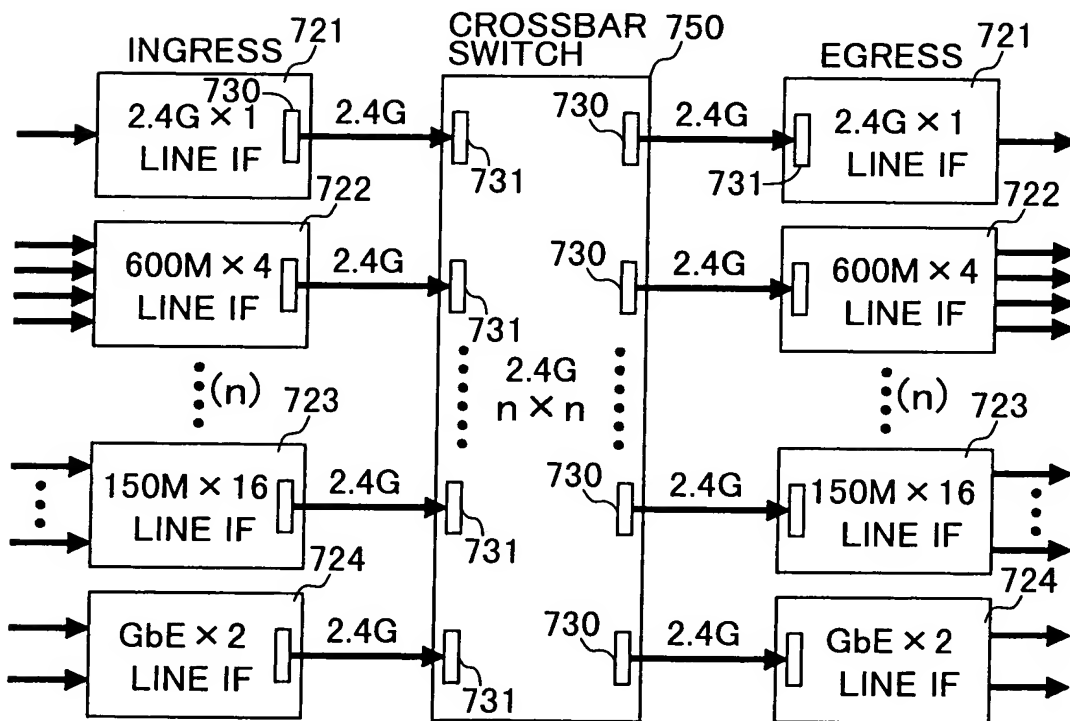 INGRESS
721
CROSSBAR
SWITCH
750
EGRESS
721
730
2.4G × 1
LINE IF
2.4G
731
730
2.4G
731
2.4G × 1
LINE IF
722
600M × 4
LINE IF
2.4G
731
730
2.4G
722
600M × 4
LINE IF
(n)
2.4G
n × n
(n)
723
150M × 16
LINE IF
2.4G
731
730
2.4G
723
150M × 16
LINE IF
724
GbE × 2
LINE IF
2.4G
731
730
2.4G
724
GbE × 2
LINE IF